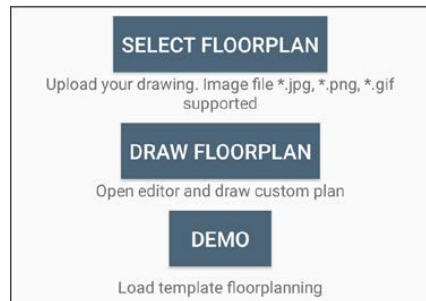 SELECT FLOORPLAN
Upload your drawing. Image file *.jpg, *.png, *.gif
supported
DRAW FLOORPLAN
Open editor and draw custom plan
DEMO
Load template floorplanning